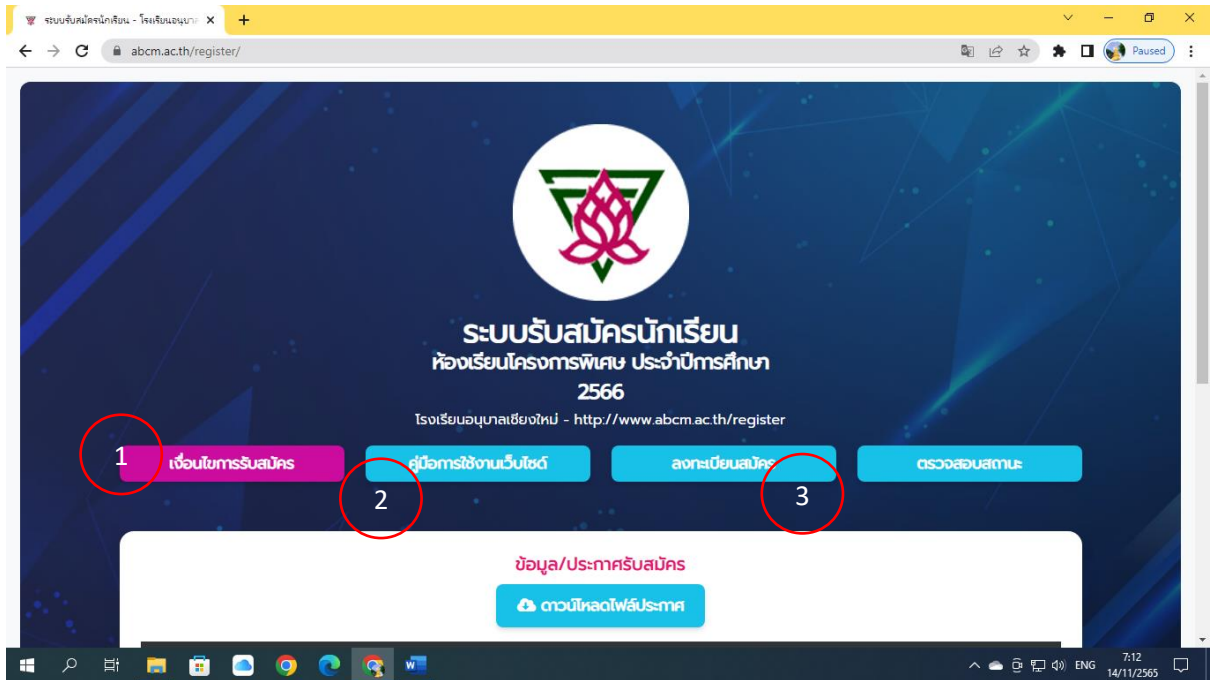 ระบบรับสมัครนักเรียน - โรงเรียนอนุบาล
abcm.ac.th/register/
Paused
ระบบรับสมัครนักเรียน
ห้องเรียนโครงการพิเศษ ประจำปีการศึกษา
2566
โรงเรียนอนุบาลเชียงใหม่ - http://www.abcm.ac.th/register
1
เงื่อนไขการรับสมัคร
คู่มือการใช้งานเว็บไซต์
ลงทะเบียนสมัคร
ตรวจสอบสถานะ
2
3
ข้อมูล/ประกาศรับสมัคร
ดาวน์โหลดไฟล์ประกาศ
W
ENG
7:12
14/11/2565